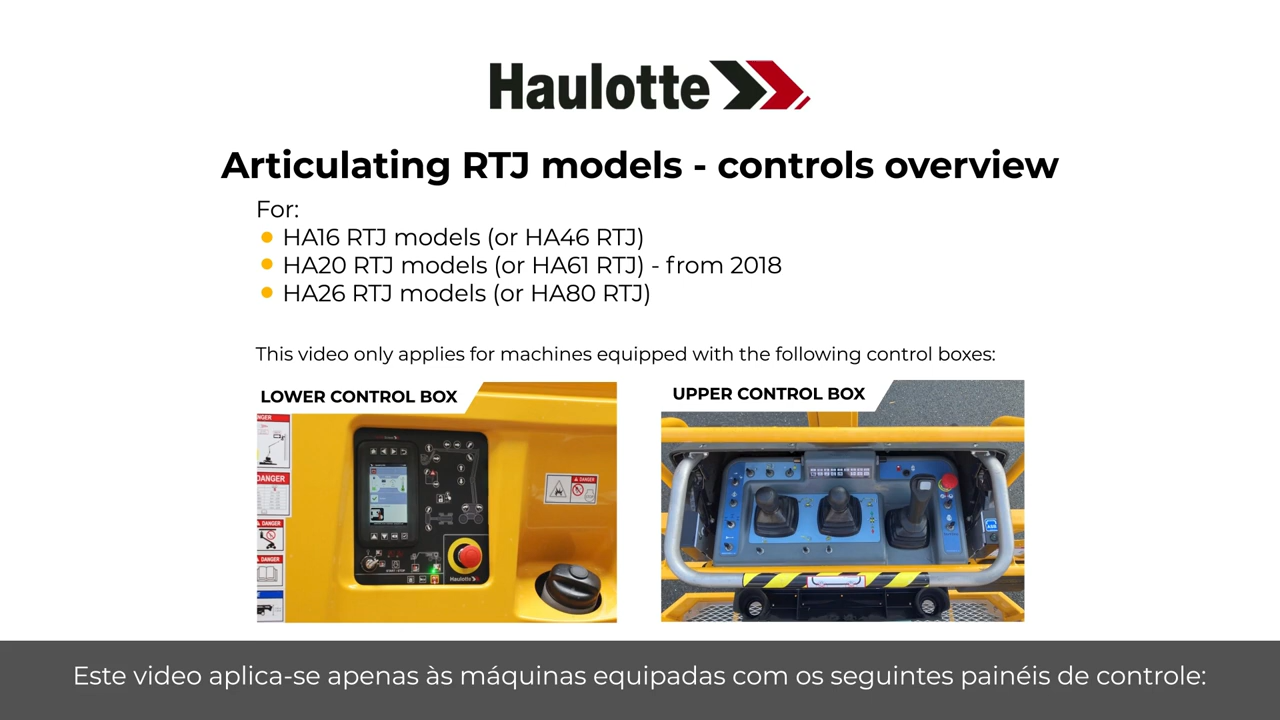 Haulotte
Articulating RTJ models - controls overview
For:
HA16 RTJ models (or HA46 RTJ)
HA20 RTJ models (or HA61 RTJ) - from 2018
HA26 RTJ models (or HA80 RTJ)
This video only applies for machines equipped with the following control boxes:
LOWER CONTROL BOX
UPPER CONTROL BOX
DANGER
DANGER
DANGER
DANGER
Haulotte
Este video aplica-se apenas às máquinas equipadas com os seguintes painéis de controle: